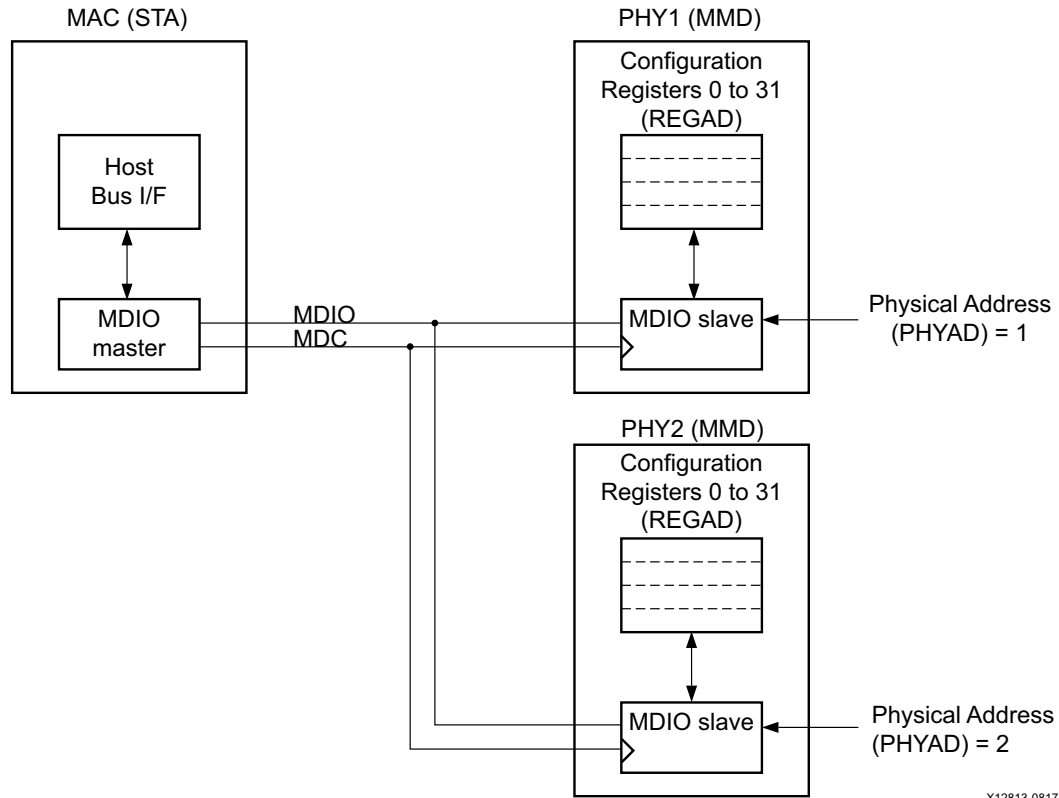 MAC (STA)
PHY1 (MMD)
Configuration
Registers 0 to 31
(REGAD)
Host
Bus I/F
MDIO
master
MDIO
MDC
MDIO slave
Physical Address
(PHYAD) = 1
PHY2 (MMD)
Configuration
Registers 0 to 31
(REGAD)
MDIO slave
Physical Address
(PHYAD) = 2